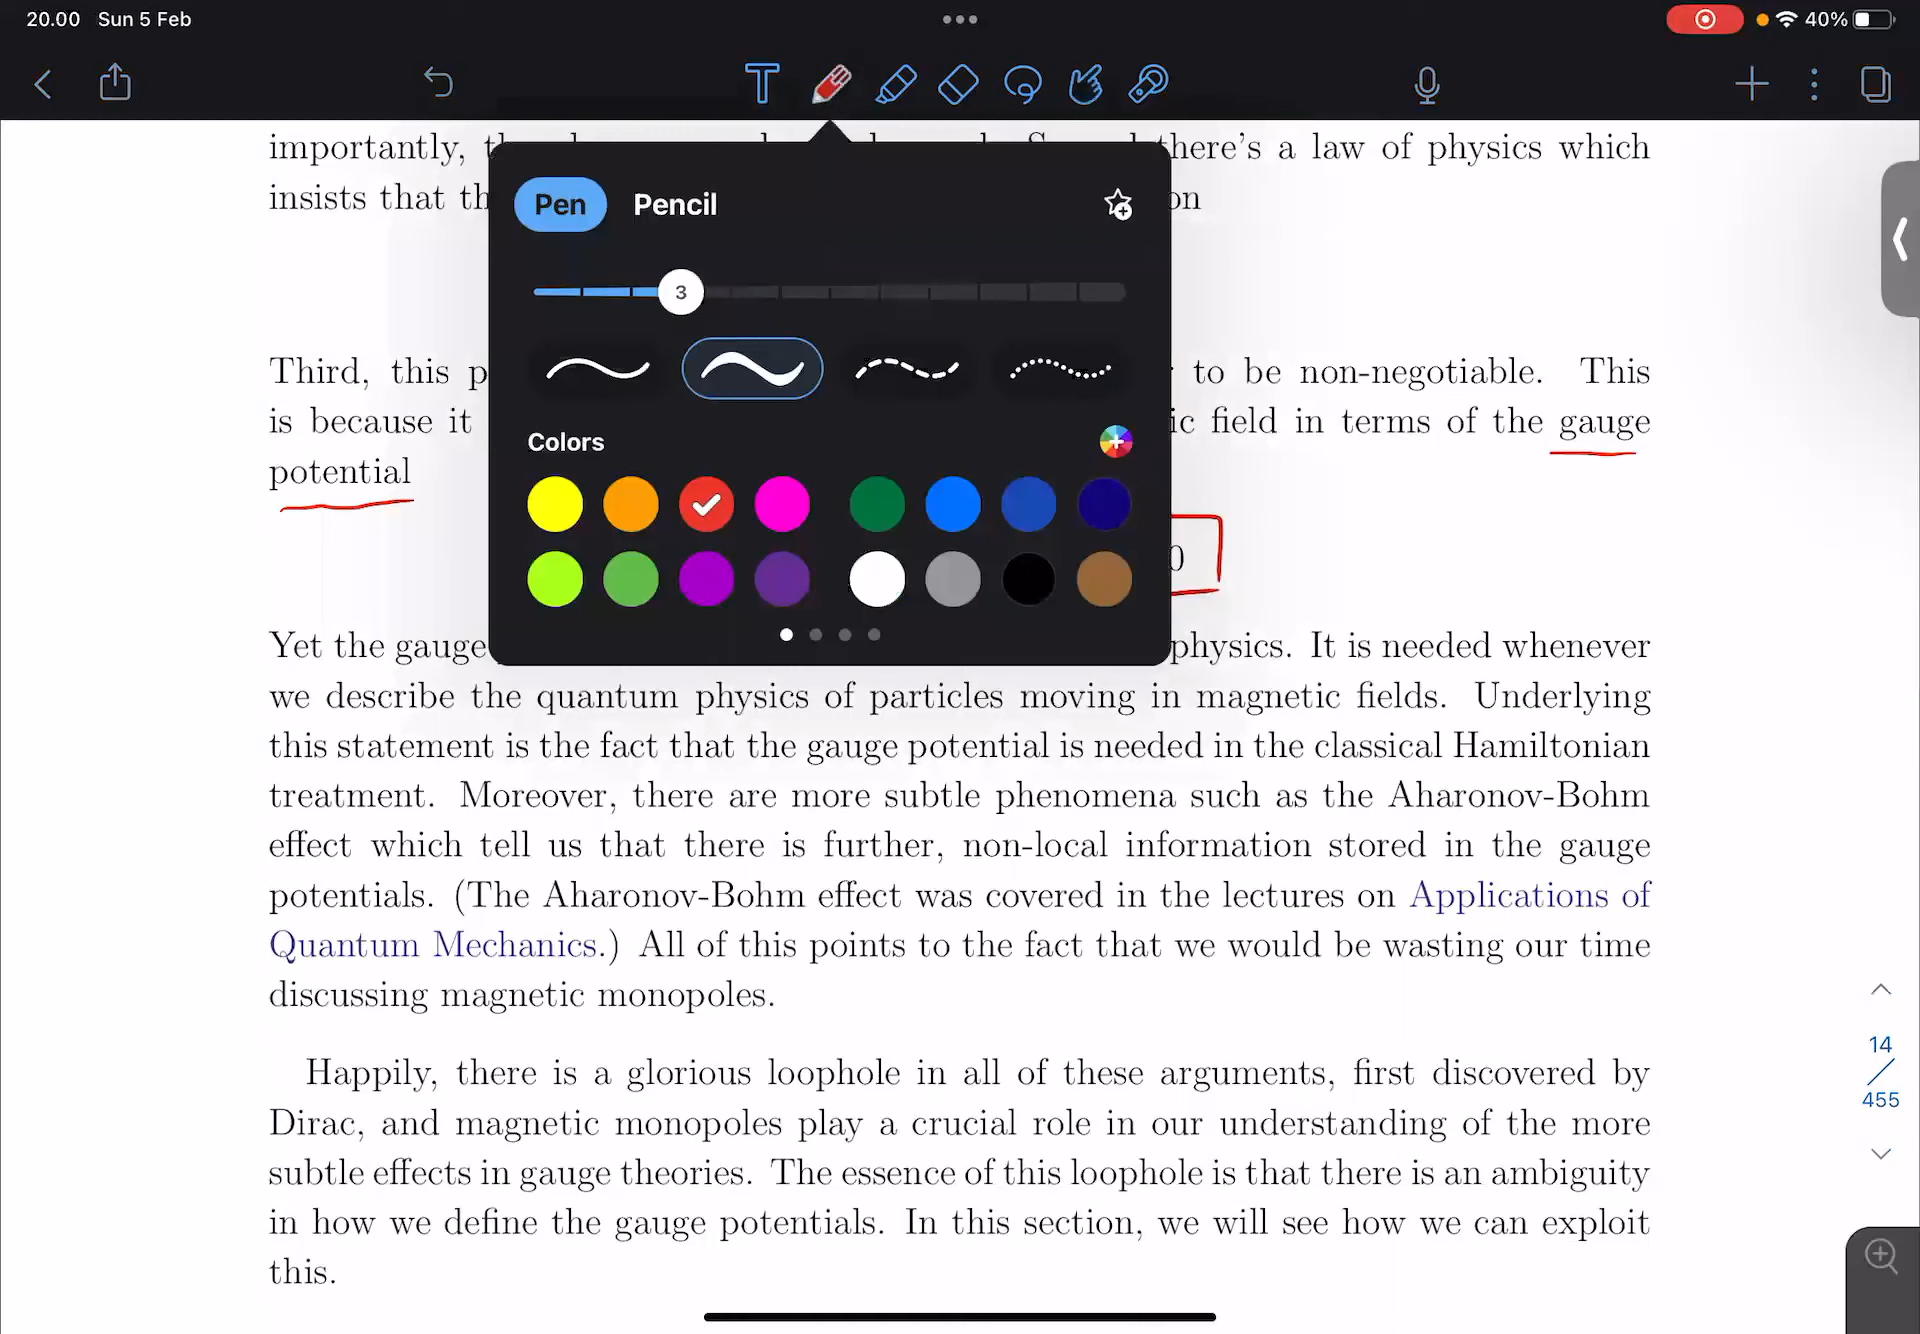 20.00 Sun 5 Feb
40%
importantly, there's a law of physics which
insists that on
Pen Pencil
3
Third, this to be non-negotiable. This
is because it field in terms of the gauge
potential
Colors
0
Yet the gauge physics. It is needed whenever
we describe the quantum physics of particles moving in magnetic fields. Underlying
this statement is the fact that the gauge potential is needed in the classical Hamiltonian
treatment. Moreover, there are more subtle phenomena such as the Aharonov-Bohm
effect which tell us that there is further, non-local information stored in the gauge
potentials. (The Aharonov-Bohm effect was covered in the lectures on Applications of
Quantum Mechanics.) All of this points to the fact that we would be wasting our time
discussing magnetic monopoles.
14
/
455
Happily, there is a glorious loophole in all of these arguments, first discovered by
Dirac, and magnetic monopoles play a crucial role in our understanding of the more
subtle effects in gauge theories. The essence of this loophole is that there is an ambiguity
in how we define the gauge potentials. In this section, we will see how we can exploit
this.